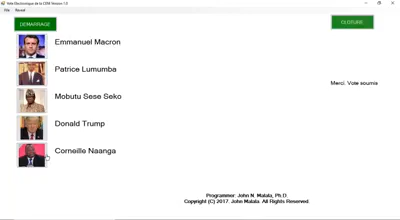 Vote Electronique de la CENI Version 1.0
File Reveal
DEMARRAGE
CLOTURE
Emmanuel Macron
Patrice Lumumba
Merci. Vote soumis
Mobutu Sese Seko
Donald Trump
Corneille Naanga
Programmer: John N. Malala, Ph.D.
Copyright (C) 2017. John Malala. All Rights Reserved.